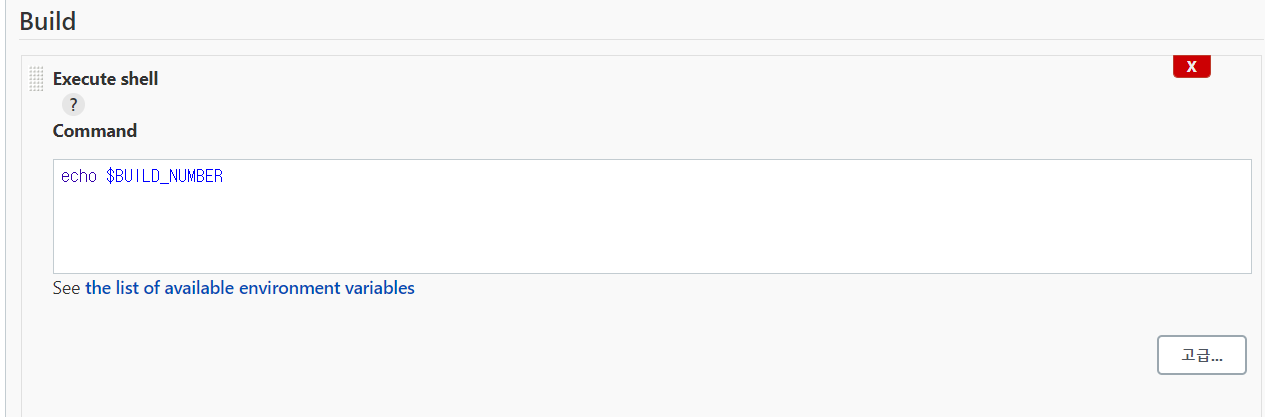 Build
Execute shell
X
?
Command
echo $BUILD_NUMBER
See the list of available environment variables
고급...